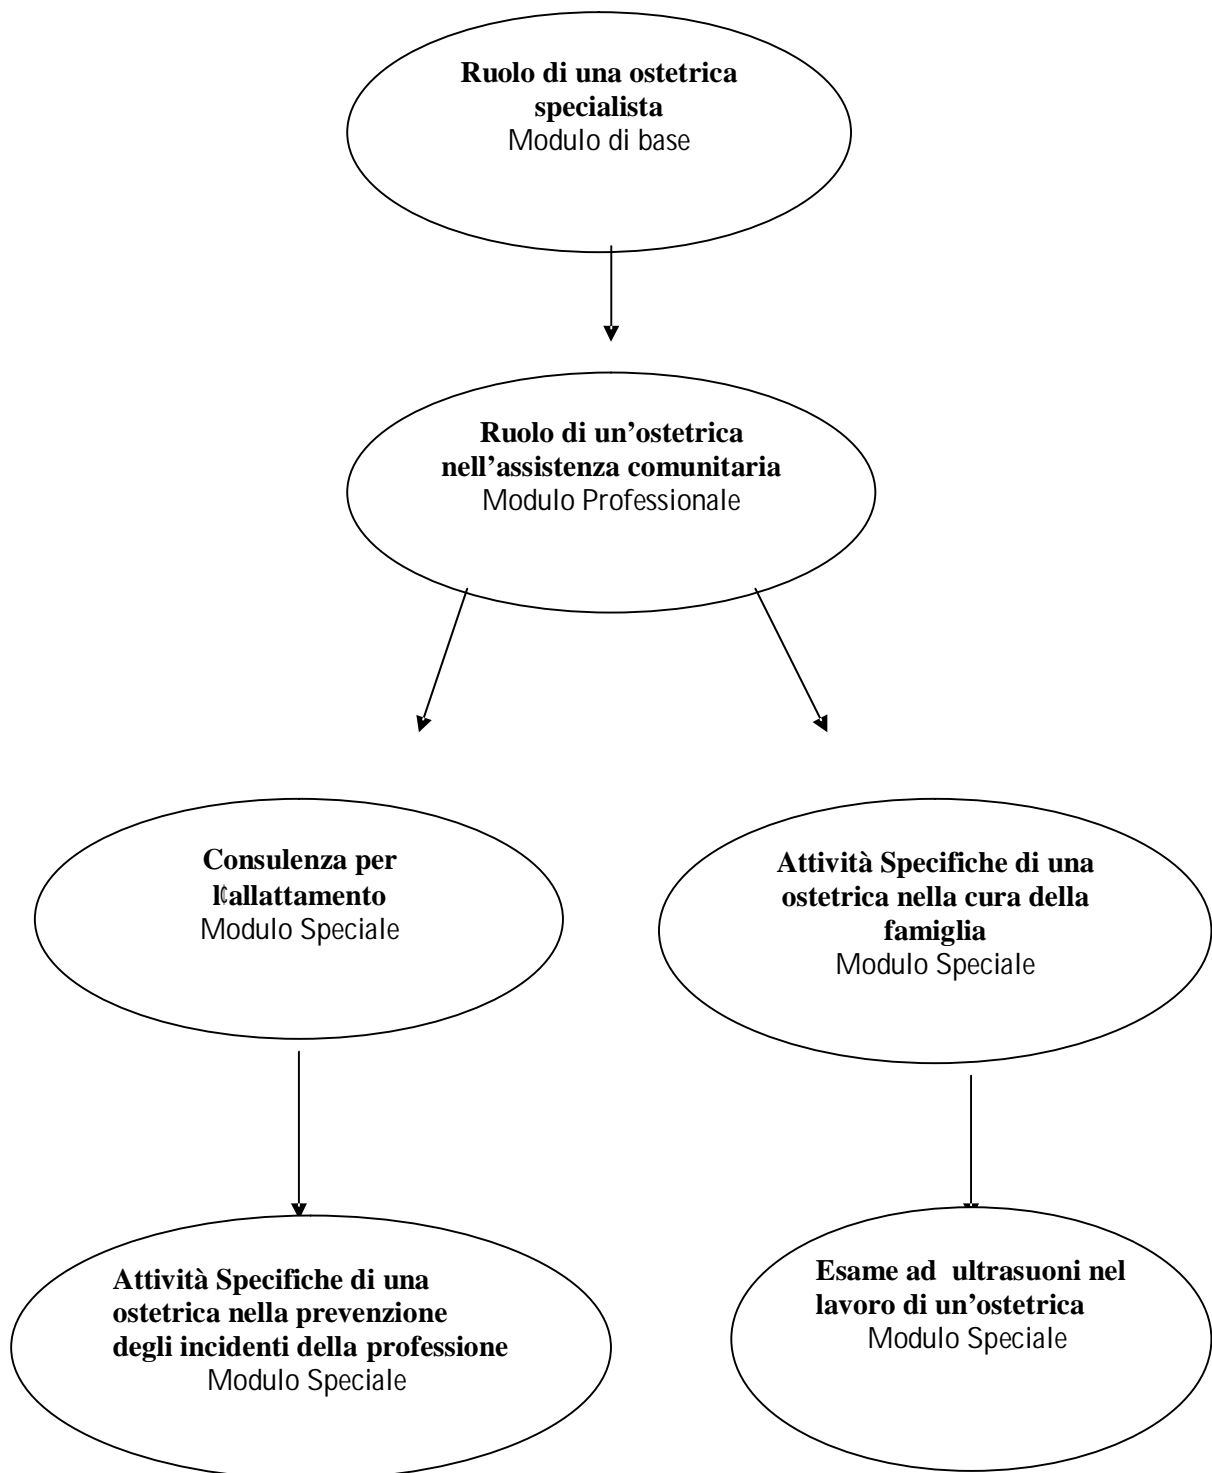 Ruolo di una ostetrica
specialista
Modulo di base
Ruolo di un’ostetrica
nell’assistenza comunitaria
Modulo Professionale
Consulenza per
l¢allattamento
Modulo Speciale
Attività Specifiche di una
ostetrica nella cura della
famiglia
Modulo Speciale
Attività Specifiche di una
ostetrica nella prevenzione
degli incidenti della professione
Modulo Speciale
Esame ad  ultrasuoni nel
lavoro di un’ostetrica
Modulo Speciale